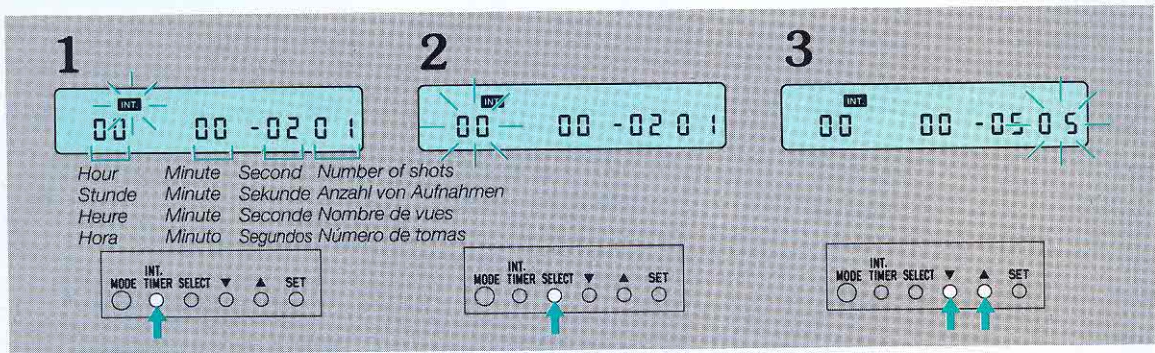 1
INT.
00 00 -02 01
Hour Minute Second Number of shots
Stunde Minute Sekunde Anzahl von Aufnahmen
Heure Minute Seconde Nombre de vues
Hora Minuto Segundos Número de tomas
MODE INT. TIMER SELECT ▼ ▲ SET
2
INT.
00 00 -02 01
MODE INT. TIMER SELECT ▼ ▲ SET
3
INT.
00 00 -05 05
MODE INT. TIMER SELECT ▼ ▲ SET